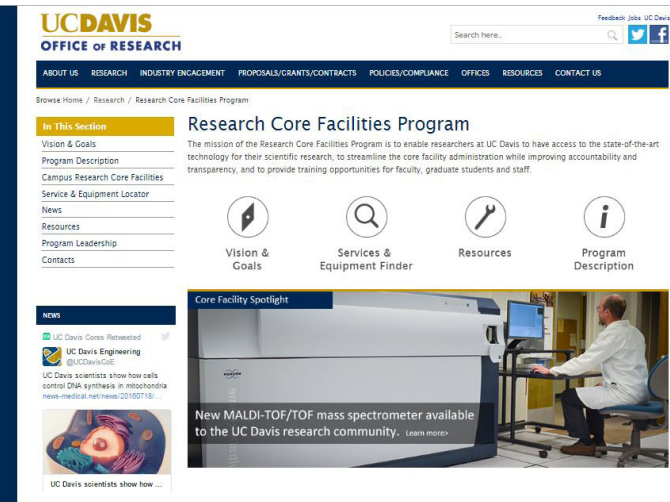 Feedback Jobs UC Davis
UCDAVIS
OFFICE OF RESEARCH
Search here..
ABOUT US RESEARCH INDUSTRY ENGAGEMENT PROPOSALS/GRANTS/CONTRACTS POLICIES/COMPLIANCE OFFICES RESOURCES CONTACT US
Browse:Home / Research / Research Core Facilities Program
In This Section
Vision & Goals
Program Description
Campus Research Core Facilities
Service & Equipment Locator
News
Resources
Program Leadership
Contacts
Research Core Facilities Program
The mission of the Research Core Facilities Program is to enable researchers at UC Davis to have access to the state-of-the-art
technology for their scientific research, to streamline the core facility administration while improving accountability and
transparency, and to provide training opportunities for faculty, graduate students and staff.
Vision &
Goals
Services &
Equipment Finder
Resources
Program
Description
NEWS
UC Davis Cores Retweeted
UC Davis Engineering
@UCDavisCoE
UC Davis scientists show how cells
control DNA synthesis in mitochondria
news-medical.net/news/20160718/...
UC Davis scientists show how ...
Core Facility Spotlight
New MALDI-TOF/TOF mass spectrometer available
to the UC Davis research community. Learn more>